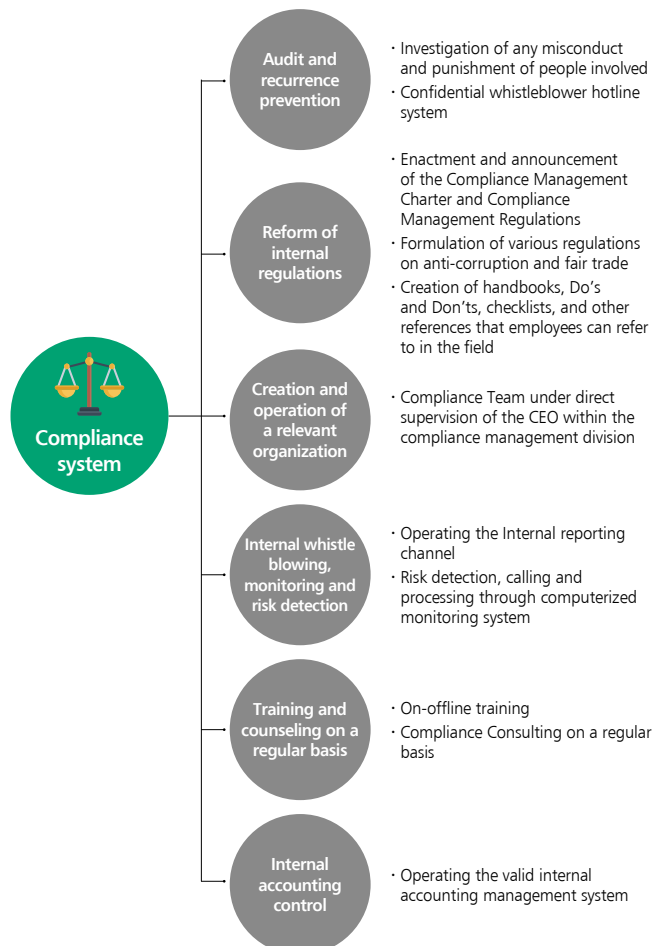 Compliance
system
Audit and
recurrence
prevention
· Investigation of any misconduct
and punishment of people involved
· Confidential whistleblower hotline
system
Reform of
internal
regulations
· Enactment and announcement
of the Compliance Management
Charter and Compliance
Management Regulations
· Formulation of various regulations
on anti-corruption and fair trade
· Creation of handbooks, Do's
and Don'ts, checklists, and other
references that employees can refer
to in the field
Creation and
operation of
a relevant
organization
· Compliance Team under direct
supervision of the CEO within the
compliance management division
Internal whistle
blowing,
monitoring and
risk detection
· Operating the Internal reporting
channel
· Risk detection, calling and
processing through computerized
monitoring system
Training and
counseling on a
regular basis
· On-offline training
· Compliance Consulting on a regular
basis
Internal
accounting
control
· Operating the valid internal
accounting management system